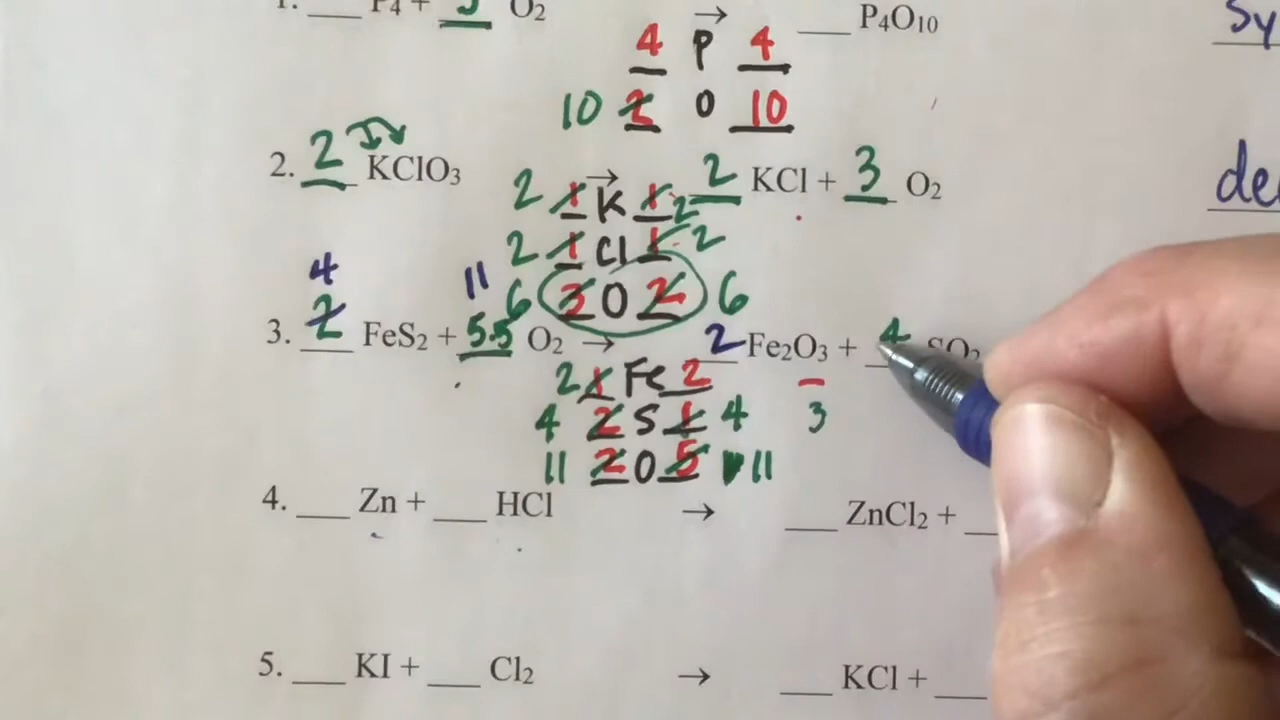 1. ___ P₄ + 5 O₂ → ___ P₄O₁₀
Sy
4 P 4
10 2 O 10
2. 2 KClO₃ → 2 KCl + 3 O₂
de
2 1 K 1 2
2 1 Cl 1 2
6 3 O 2 6
4 11
3. 2 FeS₂ + 5.5 O₂ → 2 Fe₂O₃ + 4 SO₂
2 1 Fe 2
4 2 S 1 4 3
11 2 O 5 11
4. ___ Zn + ___ HCl → ___ ZnCl₂ + __
5. ___ KI + ___ Cl₂ → ___ KCl + ___